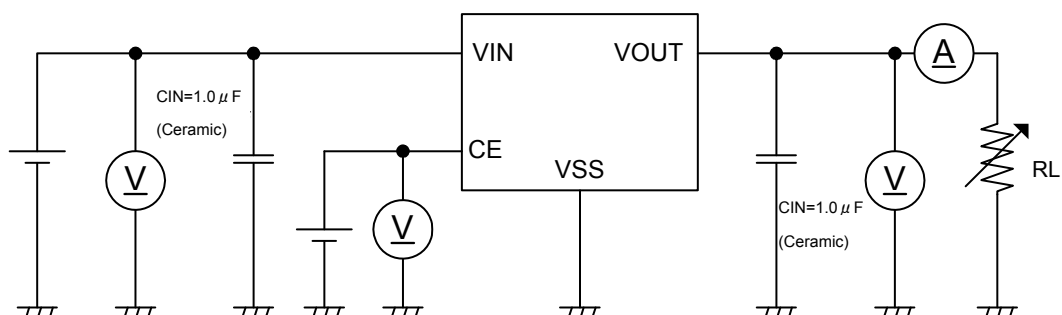 VIN
VOUT
A
CIN=1.0μF
(Ceramic)
CE
VSS
V
V
V
RL
CIN=1.0μF
(Ceramic)